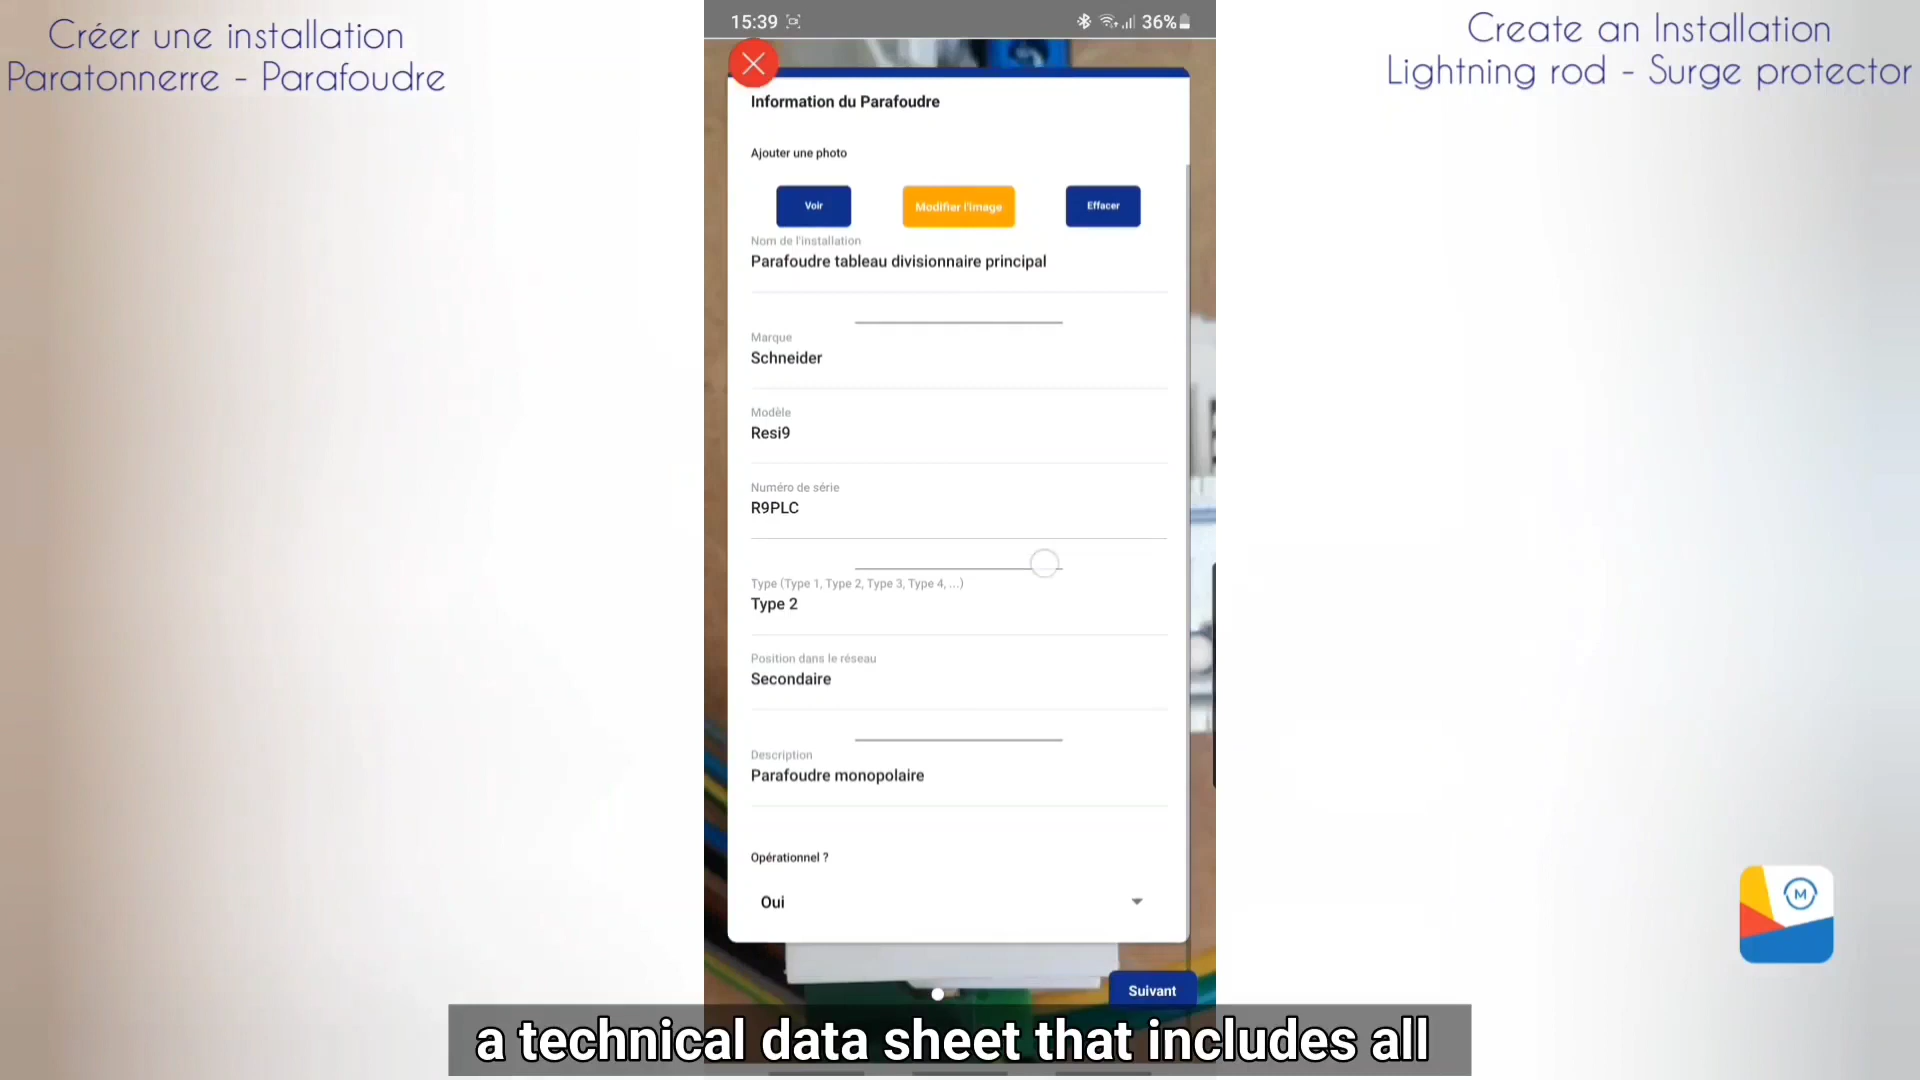 Créer une installation
Paratonnerre - Parafoudre
Create an Installation
Lightning rod - Surge protector
15:39
36%
Information du Parafoudre
Ajouter une photo
Voir
Modifier l'image
Effacer
Nom de l'installation
Parafoudre tableau divisionnaire principal
Marque
Schneider
Modèle
Resi9
Numéro de série
R9PLC
Type (Type 1, Type 2, Type 3, Type 4, ...)
Type 2
Position dans le réseau
Secondaire
Description
Parafoudre monopolaire
Opérationnel ?
Oui
M
Suivant
a technical data sheet that includes all